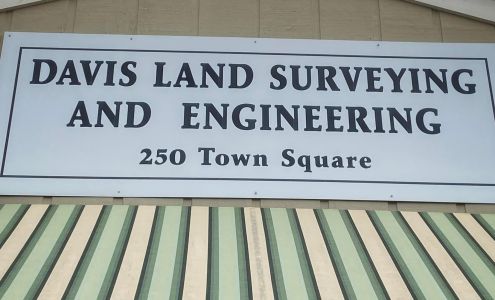 DAVIS LAND SURVEYING
AND ENGINEERING
250 Town Square